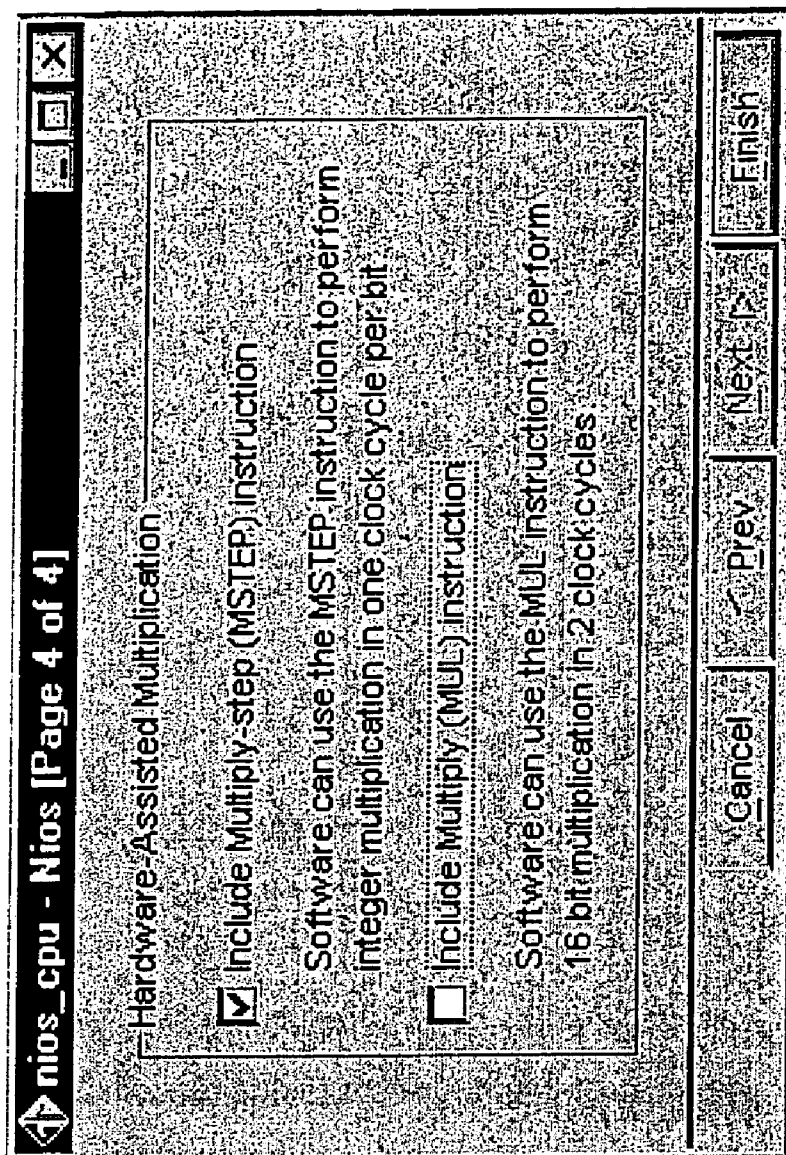 nios_cpu - Nios [Page 4 of 4]
Hardware-Assisted Multiplication
Include Multiply-step (MSTEP) instruction
Software can use the MSTEP instruction to perform
integer multiplication in one clock cycle per bit
Include Multiply (MUL) instruction
Software can use the MUL instruction to perform
16 bit multiplication in 2 clock cycles
Cancel
Prev
Next
Finish